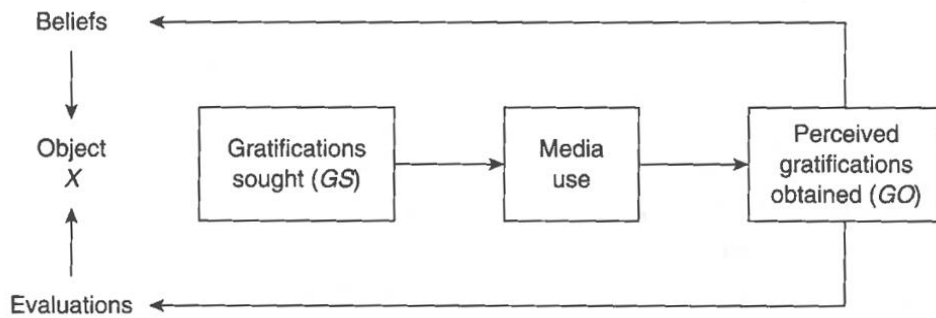 Beliefs
Object
X
Gratifications
sought (GS)
Media
use
Perceived
gratifications
obtained (GO)
Evaluations